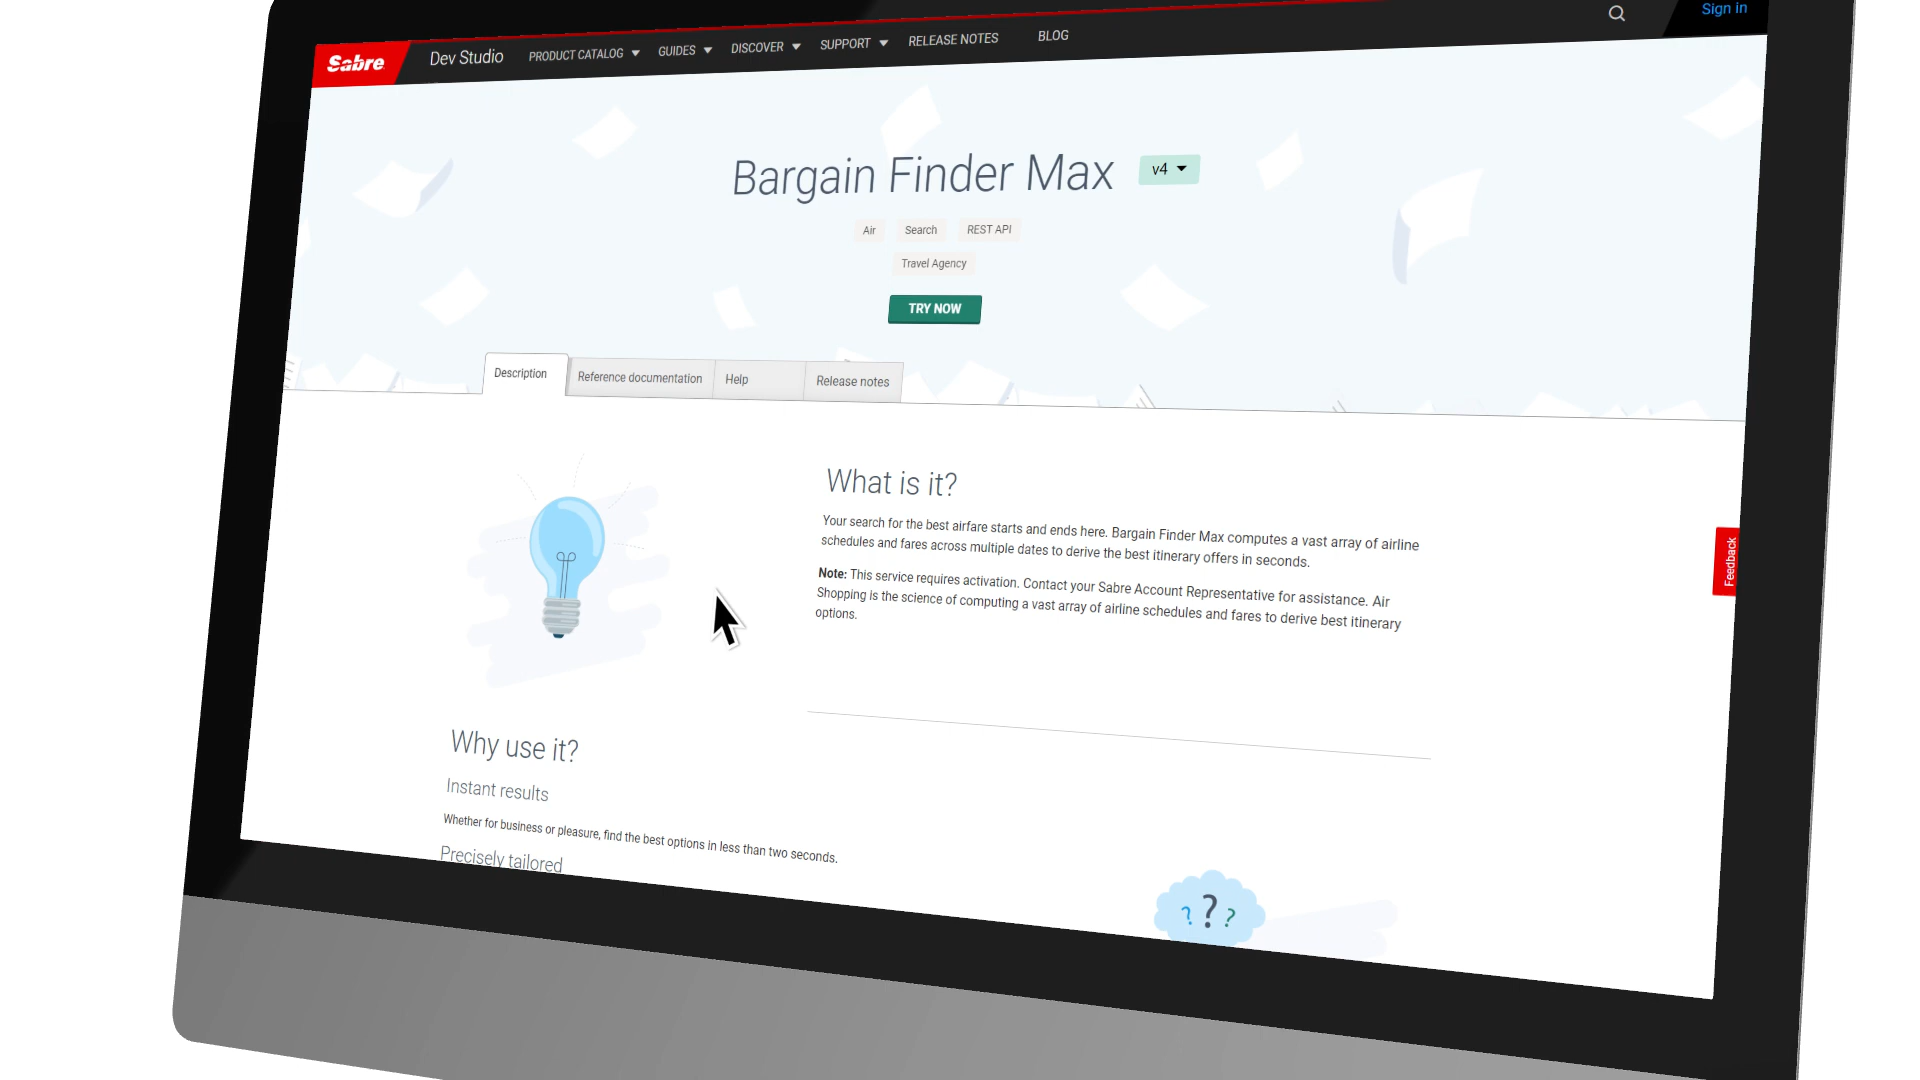 Sabre
Dev Studio PRODUCT CATALOG GUIDES DISCOVER SUPPORT RELEASE NOTES BLOG Sign in
Bargain Finder Max v4
Air Search REST API
Travel Agency
TRY NOW
Description Reference documentation Help Release notes
What is it?
Your search for the best airfare starts and ends here. Bargain Finder Max computes a vast array of airline
schedules and fares across multiple dates to derive the best itinerary offers in seconds.
Note: This service requires activation. Contact your Sabre Account Representative for assistance. Air
Shopping is the science of computing a vast array of airline schedules and fares to derive best itinerary
options.
Feedback
Why use it?
Instant results
Whether for business or pleasure, find the best options in less than two seconds.
Precisely tailored
? ? ?